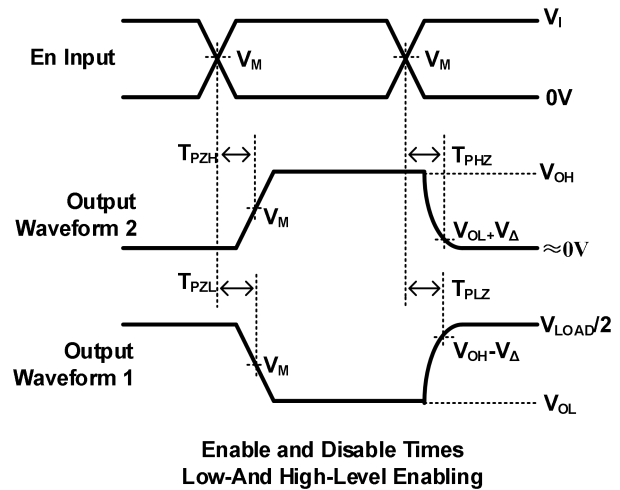 V_I
En Input
V_M
V_M
0V
T_PZH
T_PHZ
V_OH
Output
Waveform 2
V_M
V_OL+V_Δ
≈0V
T_PZL
T_PLZ
V_LOAD/2
Output
Waveform 1
V_M
V_OH-V_Δ
V_OL
Enable and Disable Times
Low-And High-Level Enabling